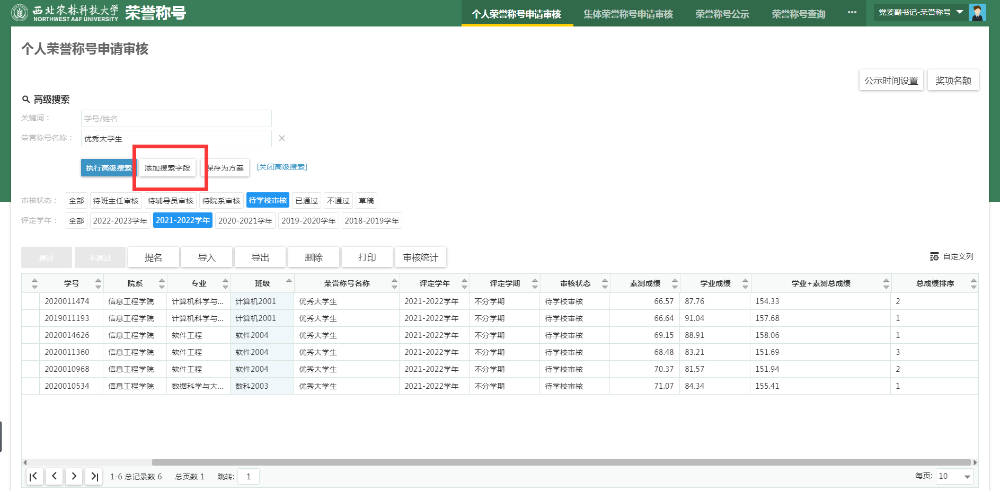 西北农林科技大学 荣誉称号
NORTHWEST A&F UNIVERSITY
个人荣誉称号申请审核 集体荣誉称号申请审核 荣誉称号公示 荣誉称号查询 ··· 党委副书记-荣誉称号
个人荣誉称号申请审核
公示时间设置 奖项名额
高级搜索
关键词： 学号/姓名
荣誉称号名称： 优秀大学生 ×
执行高级搜索 添加搜索字段 保存为方案 [关闭高级搜索]
审核状态： 全部 待班主任审核 待辅导员审核 待院系审核 待学校审核 已通过 不通过 草稿
评定学年： 全部 2022-2023学年 2021-2022学年 2020-2021学年 2019-2020学年 2018-2019学年
通过 不通过 提名 导入 导出 删除 打印 审核统计 自定义列
学号 院系 专业 班级 荣誉称号名称 评定学年 评定学期 审核状态 素测成绩 学业成绩 学业+素测总成绩 总成绩排序
2020011474 信息工程学院 计算机科学与... 计算机2001 优秀大学生 2021-2022学年 不分学期 待学校审核 66.57 87.76 154.33 2
2019011193 信息工程学院 计算机科学与... 计算机2001 优秀大学生 2021-2022学年 不分学期 待学校审核 66.64 91.04 157.68 1
2020014626 信息工程学院 软件工程 软件2004 优秀大学生 2021-2022学年 不分学期 待学校审核 69.15 88.91 158.06 1
2020011360 信息工程学院 软件工程 软件2004 优秀大学生 2021-2022学年 不分学期 待学校审核 68.48 83.21 151.69 3
2020010968 信息工程学院 软件工程 软件2004 优秀大学生 2021-2022学年 不分学期 待学校审核 70.37 81.57 151.94 2
2020010534 信息工程学院 数据科学与大... 数科2003 优秀大学生 2021-2022学年 不分学期 待学校审核 71.07 84.34 155.41 1
1-6 总记录数 6 总页数 1 跳转: 1 每页: 10